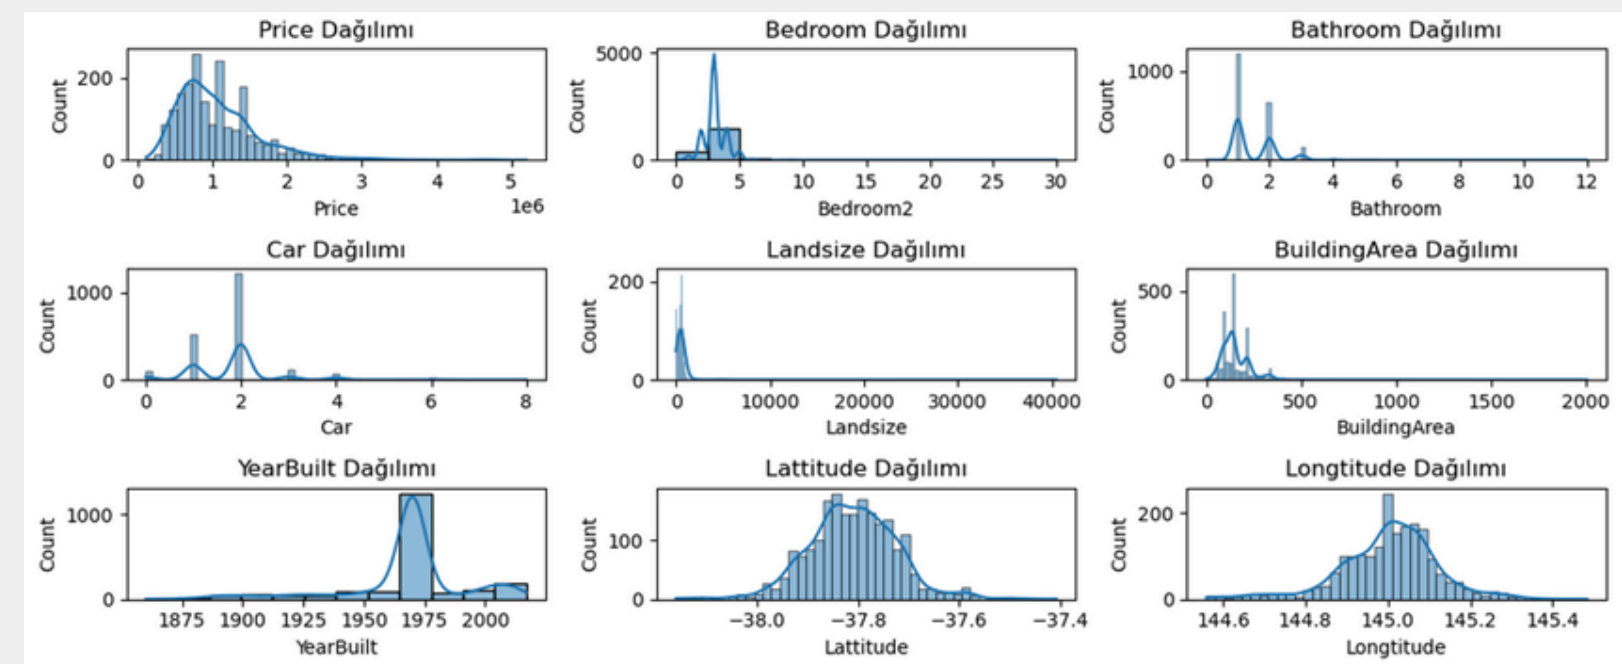 Price Dağılımı
Count
200
0
0 1 2 3 4 5
1e6
Price
Bedroom Dağılımı
Count
5000
0
0 5 10 15 20 25 30
Bedroom2
Bathroom Dağılımı
Count
1000
0
0 2 4 6 8 10 12
Bathroom
Car Dağılımı
Count
1000
0
0 2 4 6 8
Car
Landsize Dağılımı
Count
200
0
0 10000 20000 30000 40000
Landsize
BuildingArea Dağılımı
Count
500
0
0 500 1000 1500 2000
BuildingArea
YearBuilt Dağılımı
Count
1000
0
1875 1900 1925 1950 1975 2000
YearBuilt
Lattitude Dağılımı
Count
100
0
−38.0 −37.8 −37.6 −37.4
Lattitude
Longtitude Dağılımı
Count
200
0
144.6 144.8 145.0 145.2 145.4
Longtitude